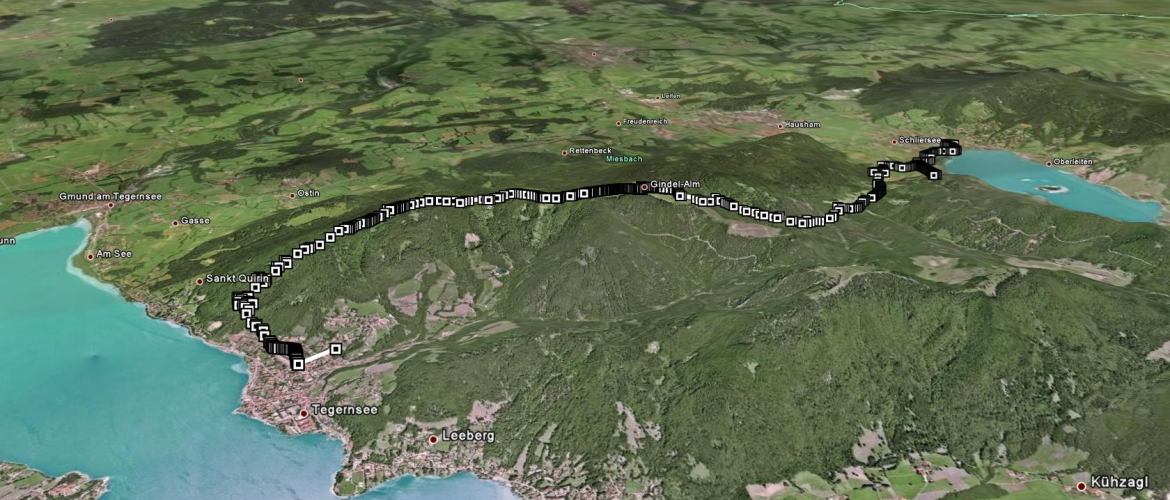 Leiten
Freudenreich
Hausham
Schliersee
Rettenbeck
Miesbach
Oberleiten
Gindel-Alm
Gmund am Tegernsee
Ostin
Gasse
unn
Am See
Sankt Quirin
Tegernsee
Leeberg
Kühzagl